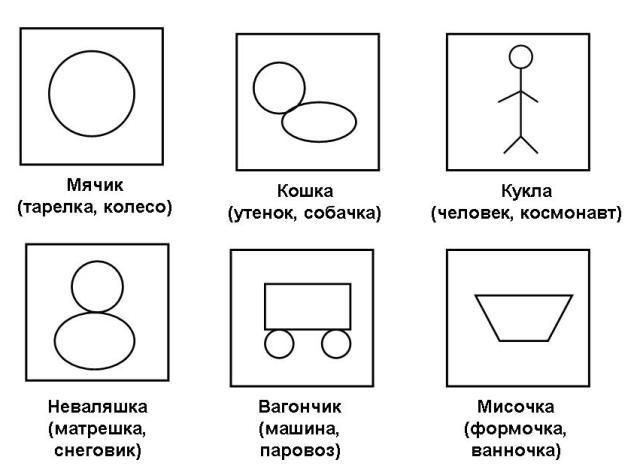 Мячик
(тарелка, колесо)
Кошка
(утенок, собачка)
Кукла
(человек, космонавт)
Неваляшка
(матрешка,
снеговик)
Вагончик
(машина,
паровоз)
Мисочка
(формочка,
ванночка)